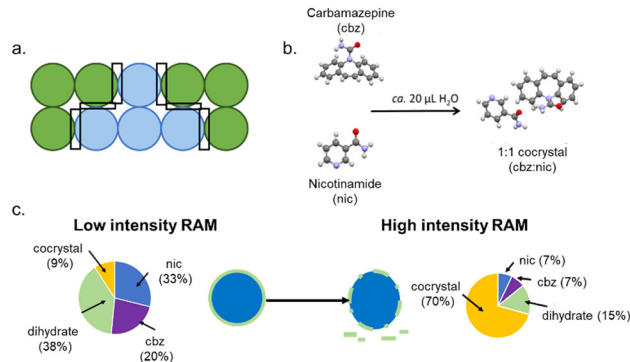 a.
b.
Carbamazepine
(cbz)
ca. 20 µL H₂O
Nicotinamide
(nic)
1:1 cocrystal
(cbz:nic)
c.
Low intensity RAM
High intensity RAM
cocrystal
(9%)
nic
(33%)
dihydrate
(38%)
cbz
(20%)
cocrystal
(70%)
nic (7%)
cbz (7%)
dihydrate (15%)